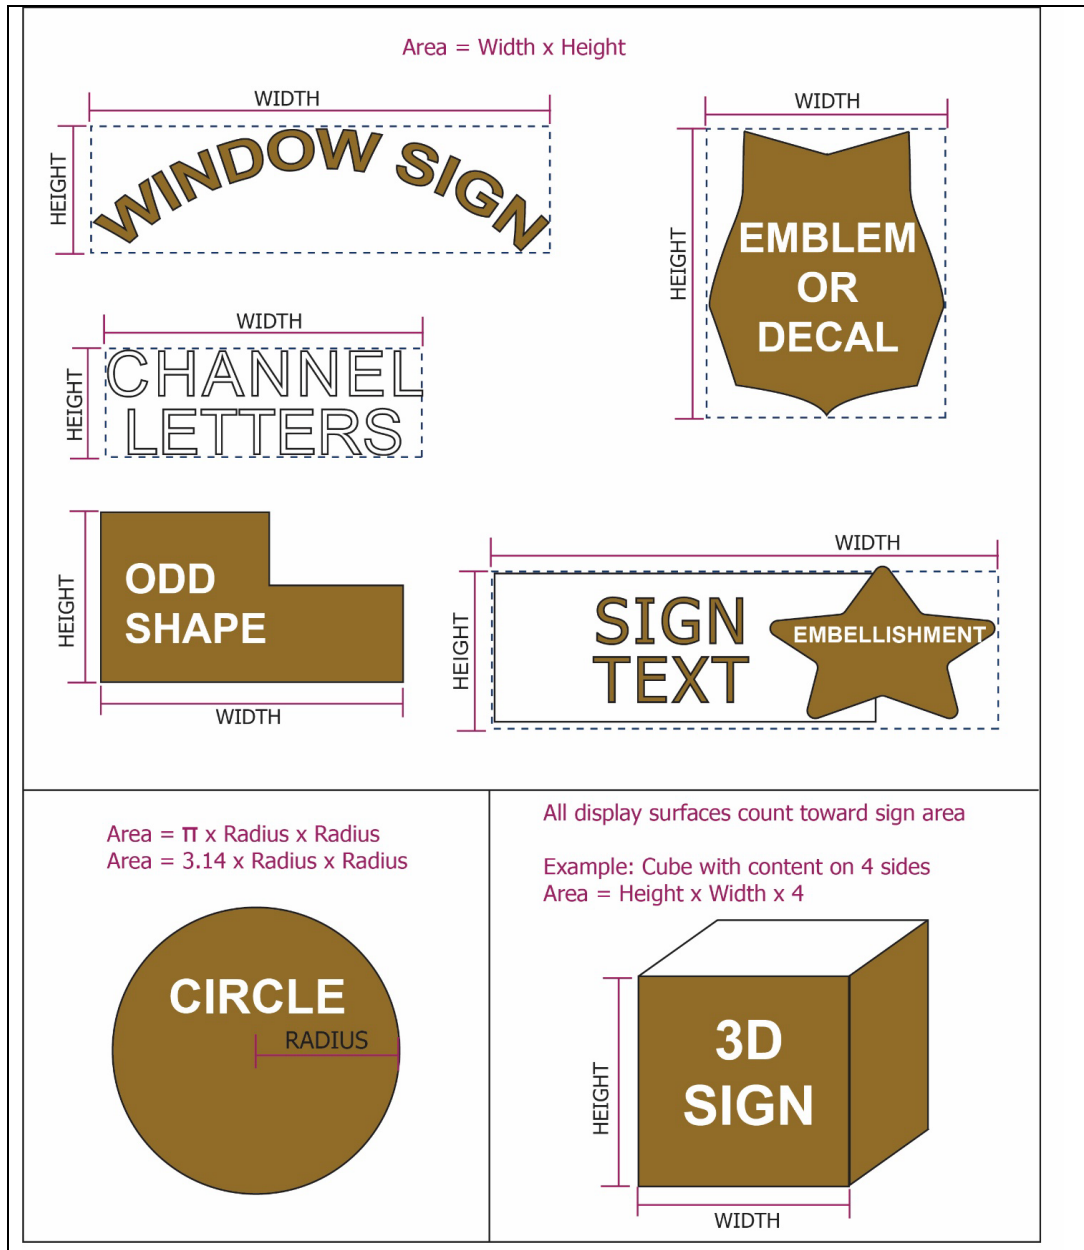 Area = Width x Height
WIDTH
HEIGHT
WINDOW SIGN
WIDTH
HEIGHT
EMBLEM
OR
DECAL
WIDTH
HEIGHT
CHANNEL
LETTERS
HEIGHT
ODD
SHAPE
WIDTH
WIDTH
HEIGHT
SIGN
TEXT
EMBELLISHMENT
Area = π x Radius x Radius
Area = 3.14 x Radius x Radius
CIRCLE
RADIUS
All display surfaces count toward sign area
Example: Cube with content on 4 sides
Area = Height x Width x 4
3D
SIGN
HEIGHT
WIDTH